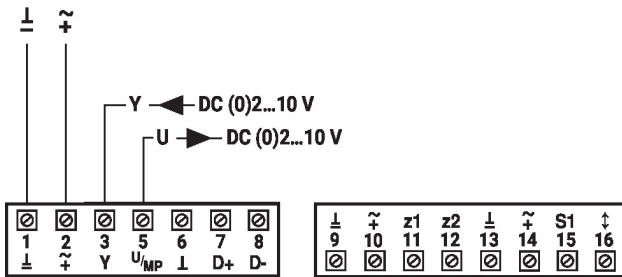 ⊥ ~
– +
Y DC (0)2...10 V
U DC (0)2...10 V
1 2 3 5 6 7 8
⊥ ~+ Y U/MP ⊥ D+ D-
⊥ ~+ z1 z2 ⊥ ~+ S1 ↕
9 10 11 12 13 14 15 16